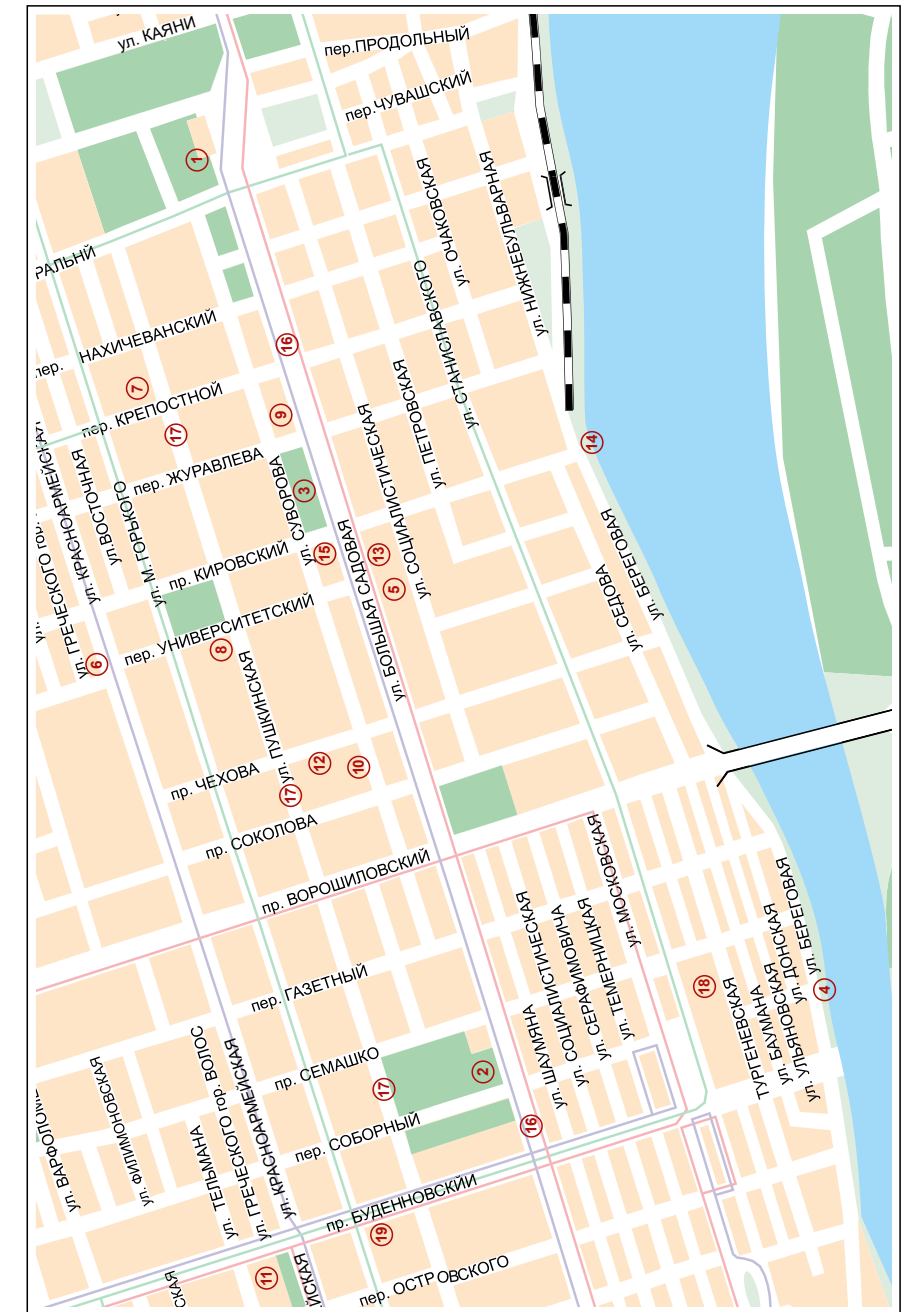 ул. КАЯНИ
пер.ПРОДОЛЬНЫЙ
пер.ЧУВАШСКИЙ
1
РАЛЬНЙ
ул. ОЧАКОВСКАЯ
ул. НИЖНЕБУЛЬВАРНАЯ
пер. НАХИЧЕВАНСКИЙ
16
7
пер. КРЕПОСТНОЙ
17
9
ул. СОЦИАЛИСТИЧЕСКАЯ
ул. ПЕТРОВСКАЯ
ул. СТАНИСЛАВСКОГО
14
ул. ГРЕЧЕСКОГО ГОР
ул. КРАСНОАРМЕЙСКАЯ
ул.ВОСТОЧНАЯ
ул. М. ГОРЬКОГО
пер. ЖУРАВЛЕВА
ул. СУВОРОВА
3
пр. КИРОВСКИЙ
15
13
5
ул. БОЛЬШАЯ САДОВАЯ
6
пер. УНИВЕРСИТЕТСКИЙ
8
ул. ПУШКИНСКАЯ
ул. СЕДОВА
ул. БЕРЕГОВАЯ
пр. ЧЕХОВА
12
10
17
пр. СОКОЛОВА
пр. ВОРОШИЛОВСКИЙ
ул. ШАУМЯНА
ул. СОЦИАЛИСТИЧЕСКАЯ
ул. СЕРАФИМОВИЧА
ул. ТЕМЕРНИЦКАЯ
ул. МОСКОВСКАЯ
пер. ГАЗЕТНЫЙ
18
ТУРГЕНЕВСКАЯ
ул. БАУМАНА
ул. УЛЬЯНОВСКАЯ
ул. ДОНСКАЯ
ул. БЕРЕГОВАЯ
4
пр. СЕМАШКО
17
2
пер. СОБОРНЫЙ
16
ул. ВАРФОЛОМЕ
ул. ФИЛИМОНОВСКАЯ
ул. ТЕЛЬМАНА
ул. ГРЕЧЕСКОГО гор. ВОЛОС
ул. КРАСНОАРМЕЙСКАЯ
пр. БУДЕННОВСКЙИ
19
11
СКАЯ
ЙСКАЯ
пер. ОСТРОВСКОГО